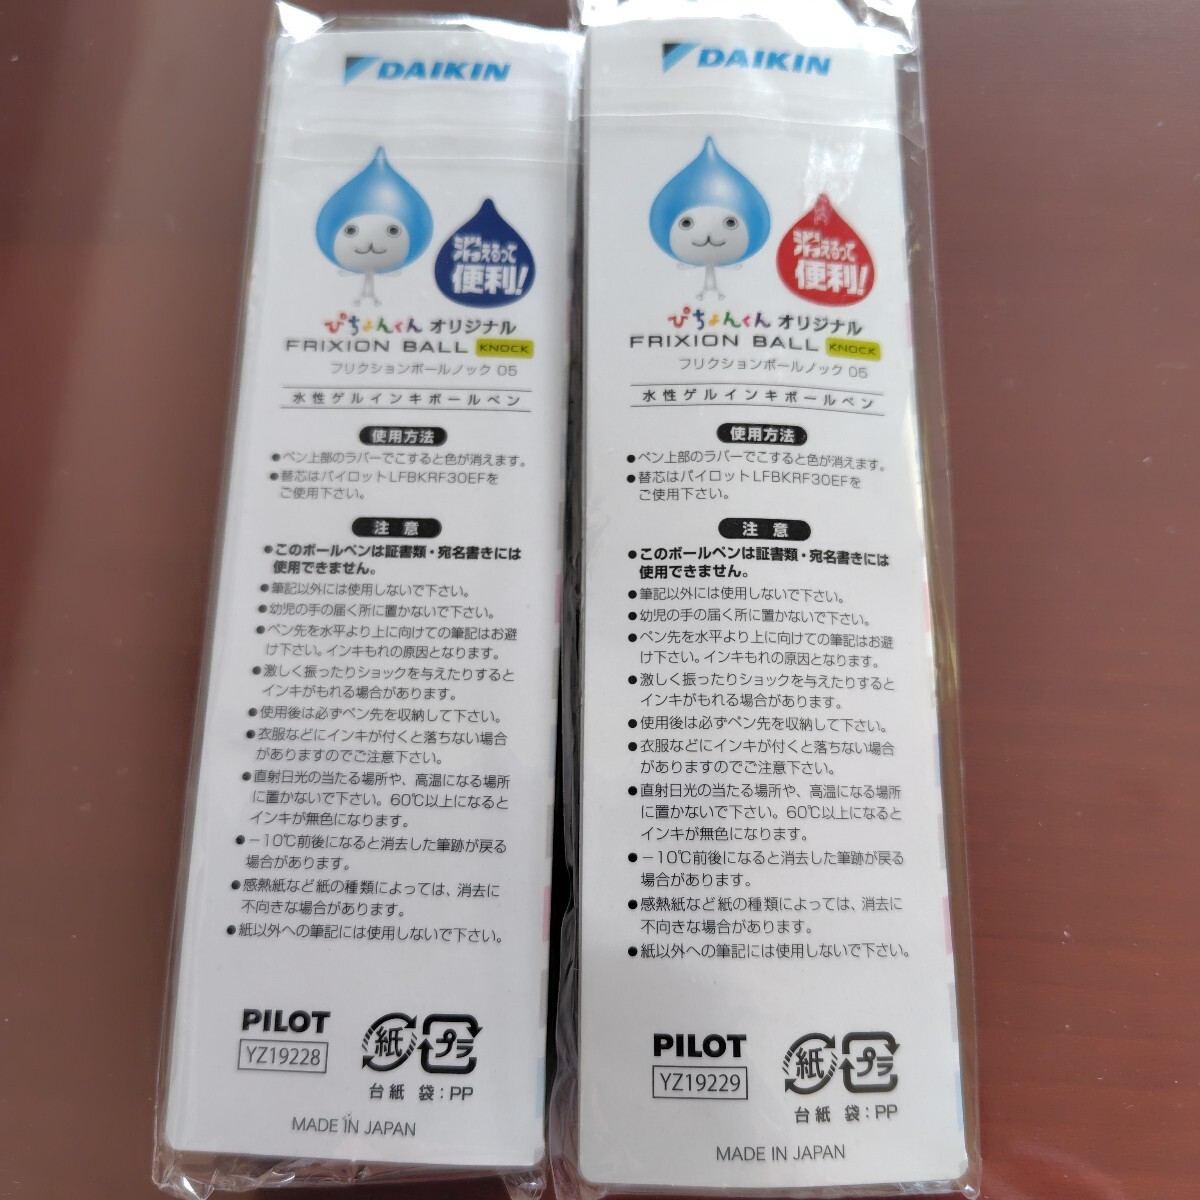 DAIKIN
消えるって
便利!
ぴちょんくん オリジナル
FRIXION BALL KNOCK
フリクションボールノック 05
水性ゲルインキボールペン
使用方法
●ペン上部のラバーでこすると色が消えます。
●替芯はパイロットLFBKRF30EFを
ご使用下さい。
注意
●このボールペンは証書類・宛名書きには
使用できません。
●筆記以外には使用しないで下さい。
●幼児の手の届く所に置かないで下さい。
●ペン先を水平より上に向けての筆記はお避
け下さい。インキもれの原因となります。
●激しく振ったりショックを与えたりすると
インキがもれる場合があります。
●使用後は必ずペン先を収納して下さい。
●衣服などにインキが付くと落ちない場合
がありますのでご注意下さい。
●直射日光の当たる場所や、高温になる場所
に置かないで下さい。60℃以上になると
インキが無色になります。
●−10℃前後になると消去した筆跡が戻る
場合があります。
●感熱紙など紙の種類によっては、消去に
不向きな場合があります。
●紙以外への筆記には使用しないで下さい。
PILOT
YZ19228
紙 プラ
台紙 袋:PP
MADE IN JAPAN
DAIKIN
消えるって
便利!
ぴちょんくん オリジナル
FRIXION BALL KNOCK
フリクションボールノック 05
水性ゲルインキボールペン
使用方法
●ペン上部のラバーでこすると色が消えます。
●替芯はパイロットLFBKRF30EFを
ご使用下さい。
注意
●このボールペンは証書類・宛名書きには
使用できません。
●筆記以外には使用しないで下さい。
●幼児の手の届く所に置かないで下さい。
●ペン先を水平より上に向けての筆記はお避
け下さい。インキもれの原因となります。
●激しく振ったりショックを与えたりすると
インキがもれる場合があります。
●使用後は必ずペン先を収納して下さい。
●衣服などにインキが付くと落ちない場合
がありますのでご注意下さい。
●直射日光の当たる場所や、高温になる場所
に置かないで下さい。60℃以上になると
インキが無色になります。
●−10℃前後になると消去した筆跡が戻る
場合があります。
●感熱紙など紙の種類によっては、消去に
不向きな場合があります。
●紙以外への筆記には使用しないで下さい。
PILOT
YZ19229
紙 プラ
台紙 袋:PP
MADE IN JAPAN